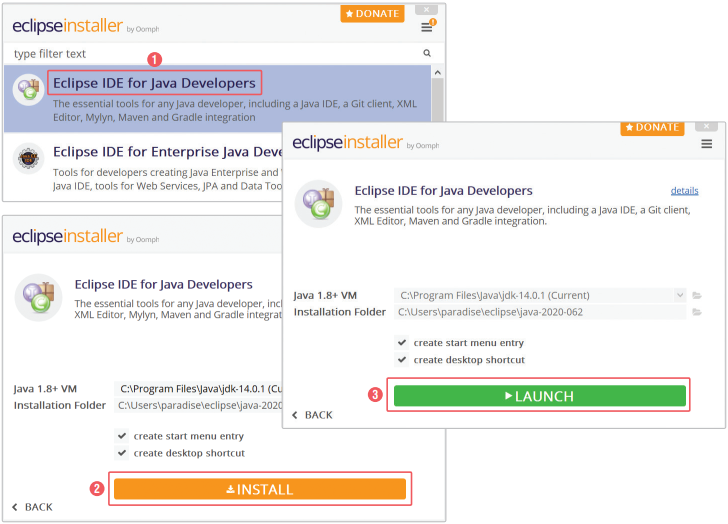 eclipseinstaller by Oomph
DONATE
type filter text
1
Eclipse IDE for Java Developers
The essential tools for any Java developer, including a Java IDE, a Git client, XML
Editor, Mylyn, Maven and Gradle integration
Eclipse IDE for Enterprise Java Deve
Tools for developers creating Java Enterprise and
Java IDE, tools for Web Services, JPA and Data Too
eclipseinstaller by Oomph
Eclipse IDE for Java Developers
The essential tools for any Java developer, inc
XML Editor, Maven and Gradle integrat
Java 1.8+ VM
C:\Program Files\Java\jdk-14.0.1 (Cu
Installation Folder
C:\Users\paradise\eclipse\java-2020
create start menu entry
create desktop shortcut
2
INSTALL
BACK
DONATE
eclipseinstaller by Oomph
Eclipse IDE for Java Developers
details
The essential tools for any Java developer, including a Java IDE, a Git client,
XML Editor, Maven and Gradle integration.
Java 1.8+ VM
C:\Program Files\Java\jdk-14.0.1 (Current)
Installation Folder
C:\Users\paradise\eclipse\java-2020-062
create start menu entry
create desktop shortcut
3
LAUNCH
BACK